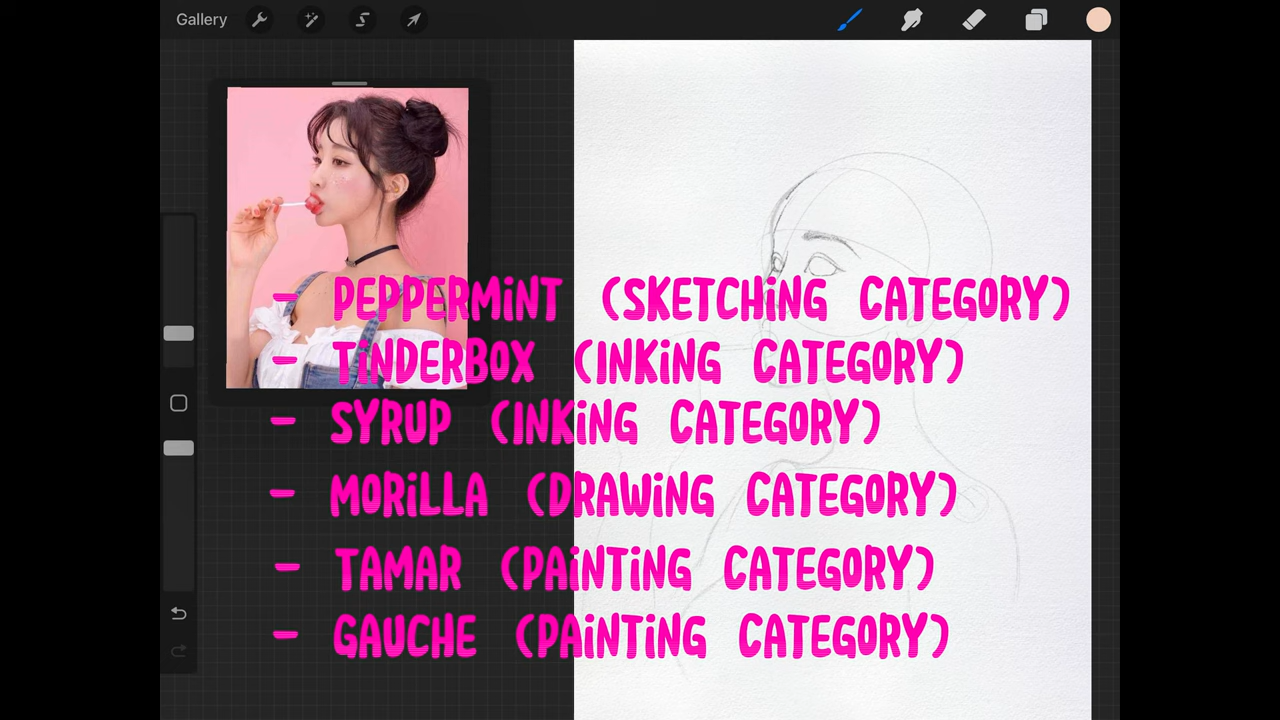 Gallery
- PEPPERMINT (SKETCHING CATEGORY)
- TINDERBOX (INKING CATEGORY)
- SYRUP (INKING CATEGORY)
- MORILLA (DRAWING CATEGORY)
- TAMAR (PAINTING CATEGORY)
- GAUCHE (PAINTING CATEGORY)